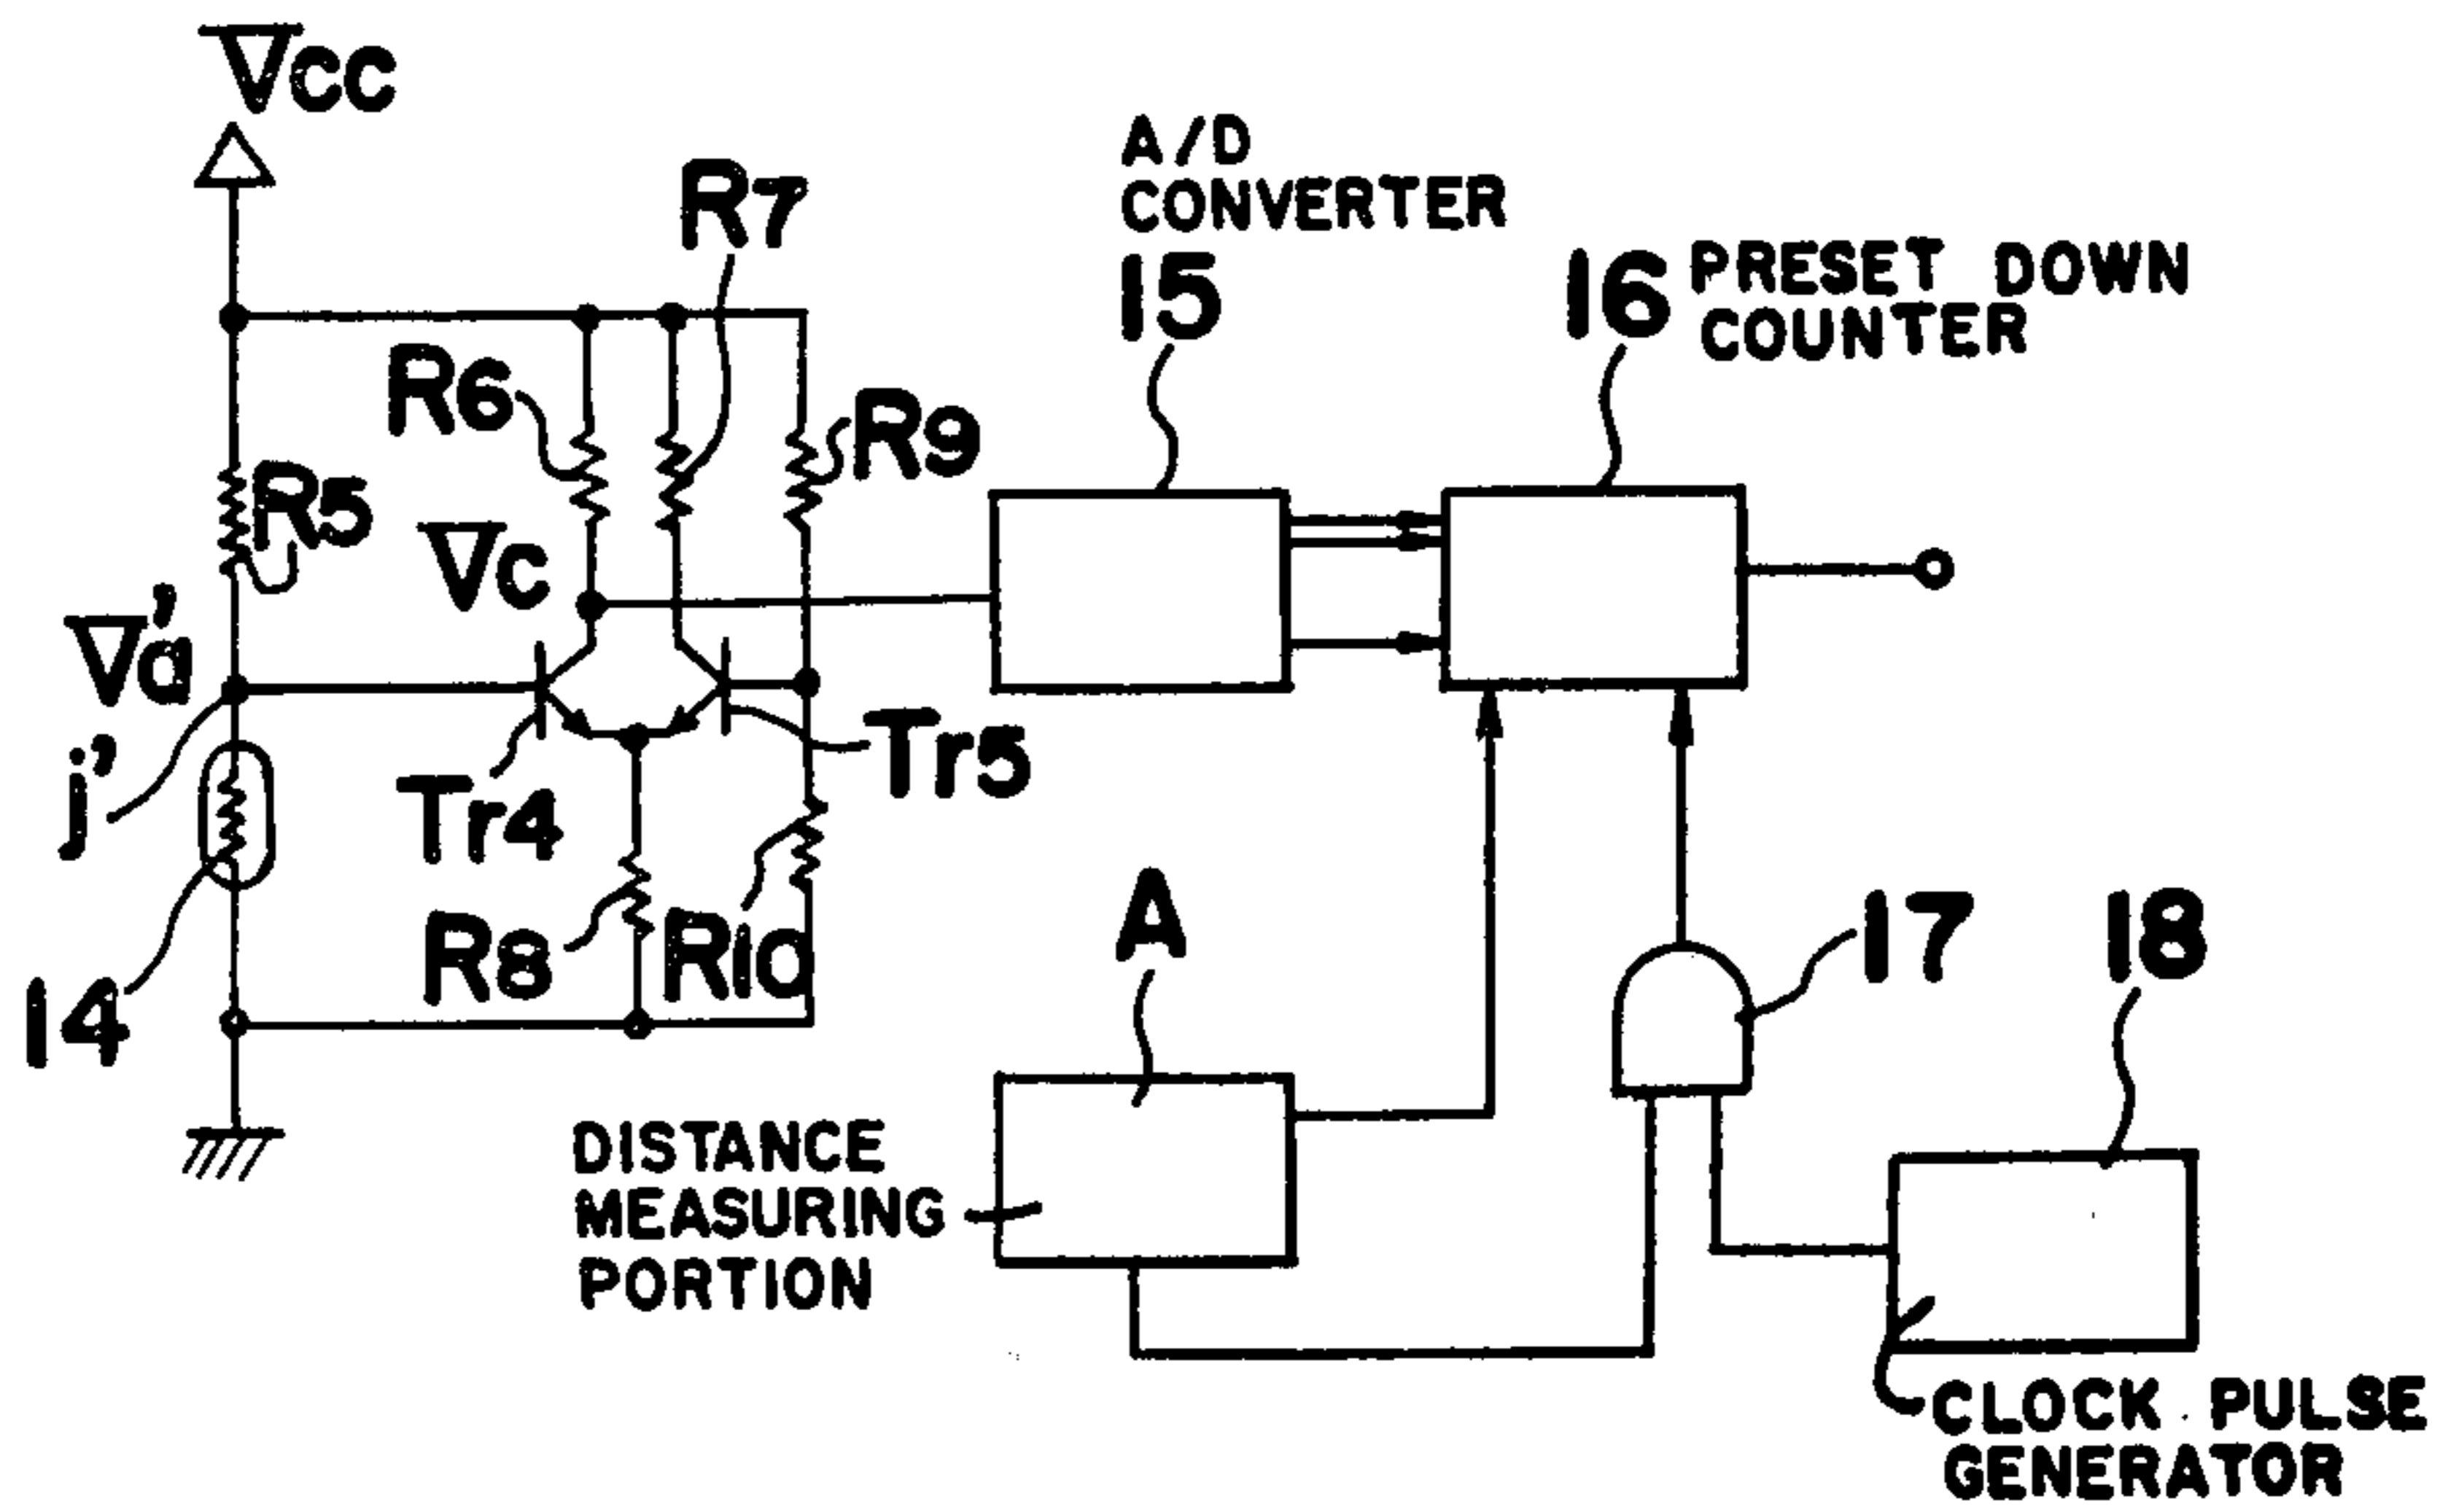 Vcc
R7
A/D
CONVERTER
15
16 PRESET DOWN
COUNTER
R6
R9
R5
Vc
Va'
j'
Tr4
Tr5
14
R8
R10
A
17
18
DISTANCE
MEASURING
PORTION
CLOCK PULSE
GENERATOR